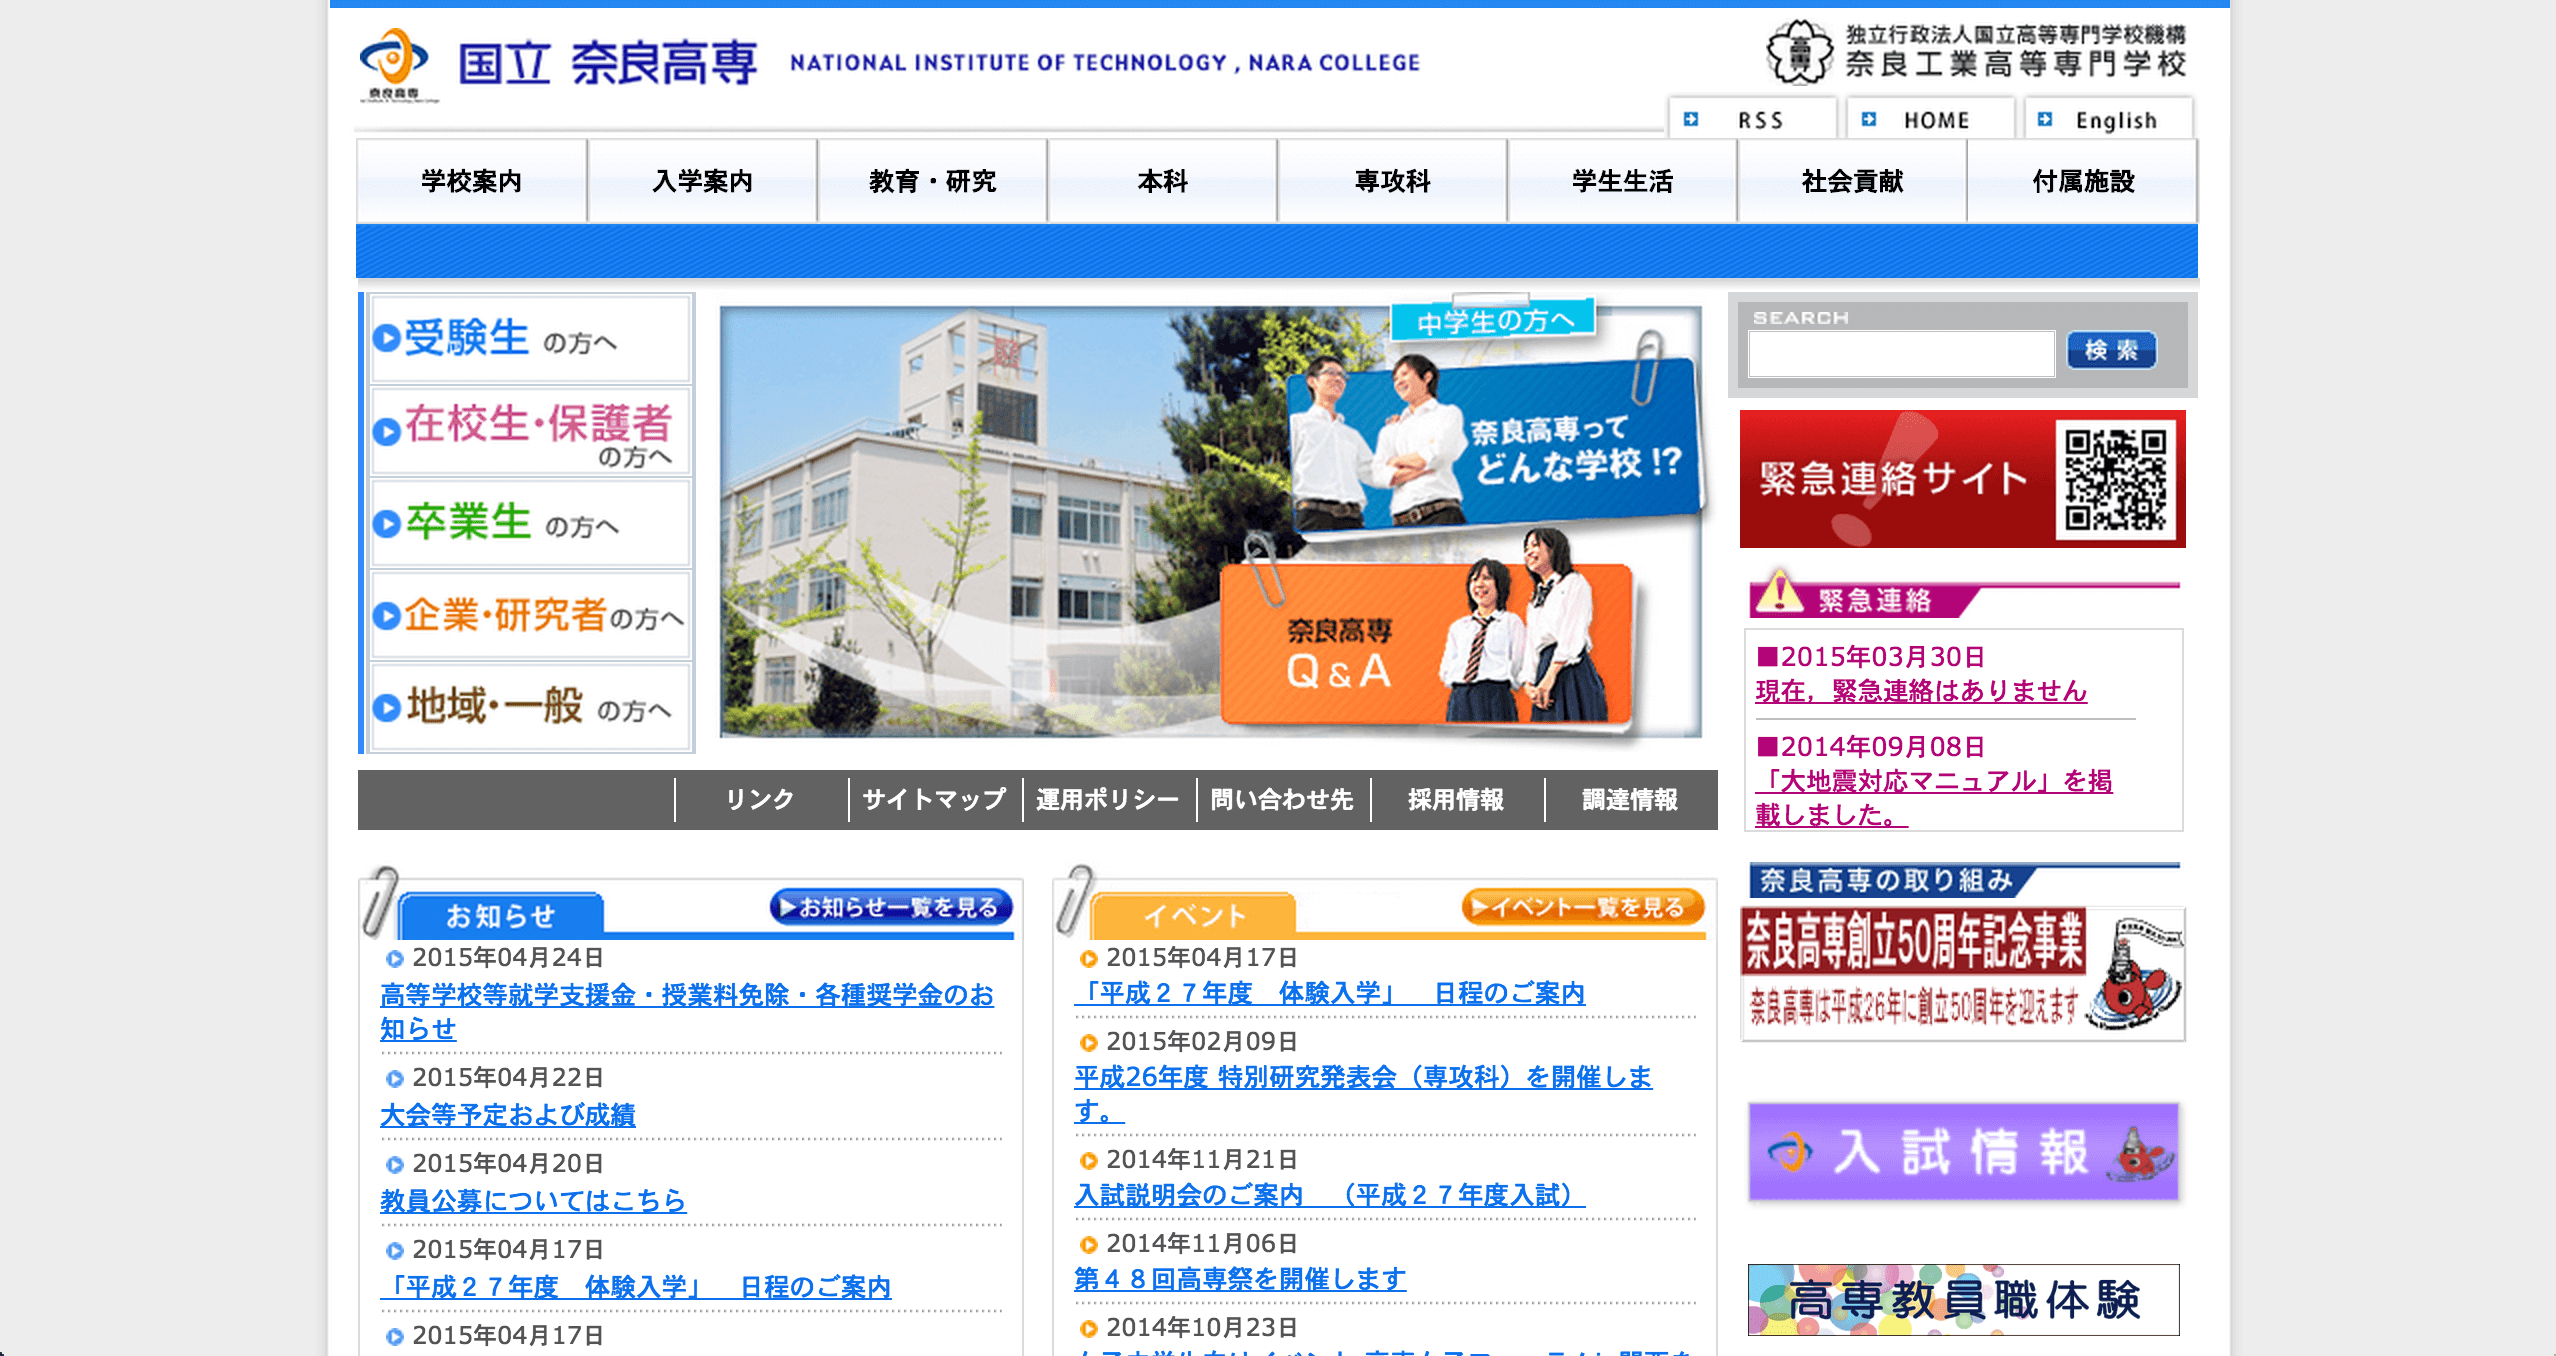 国立 奈良高専
NATIONAL INSTITUTE OF TECHNOLOGY , NARA COLLEGE
奈良高専
高専
独立行政法人国立高等専門学校機構
奈良工業高等専門学校
RSS
HOME
English
学校案内
入学案内
教育・研究
本科
専攻科
学生生活
社会貢献
付属施設
受験生 の方へ
在校生・保護者
の方へ
卒業生 の方へ
企業・研究者の方へ
地域・一般 の方へ
中学生の方へ
奈良高専って
どんな学校!?
奈良高専
Q & A
SEARCH
検 索
緊急連絡サイト
緊急連絡
■2015年03月30日
現在，緊急連絡はありません
■2014年09月08日
「大地震対応マニュアル」を掲
載しました。
リンク
サイトマップ
運用ポリシー
問い合わせ先
採用情報
調達情報
お知らせ
▶お知らせ一覧を見る
2015年04月24日
高等学校等就学支援金・授業料免除・各種奨学金のお
知らせ
2015年04月22日
大会等予定および成績
2015年04月20日
教員公募についてはこちら
2015年04月17日
「平成２７年度　体験入学」　日程のご案内
2015年04月17日
イベント
▶イベント一覧を見る
2015年04月17日
「平成２７年度　体験入学」　日程のご案内
2015年02月09日
平成26年度 特別研究発表会（専攻科）を開催しま
す。
2014年11月21日
入試説明会のご案内　（平成２７年度入試）
2014年11月06日
第４８回高専祭を開催します
2014年10月23日
奈良高専の取り組み
奈良高専創立50周年記念事業
奈良高専は平成26年に創立50周年を迎えます
入試情報
高専教員職体験